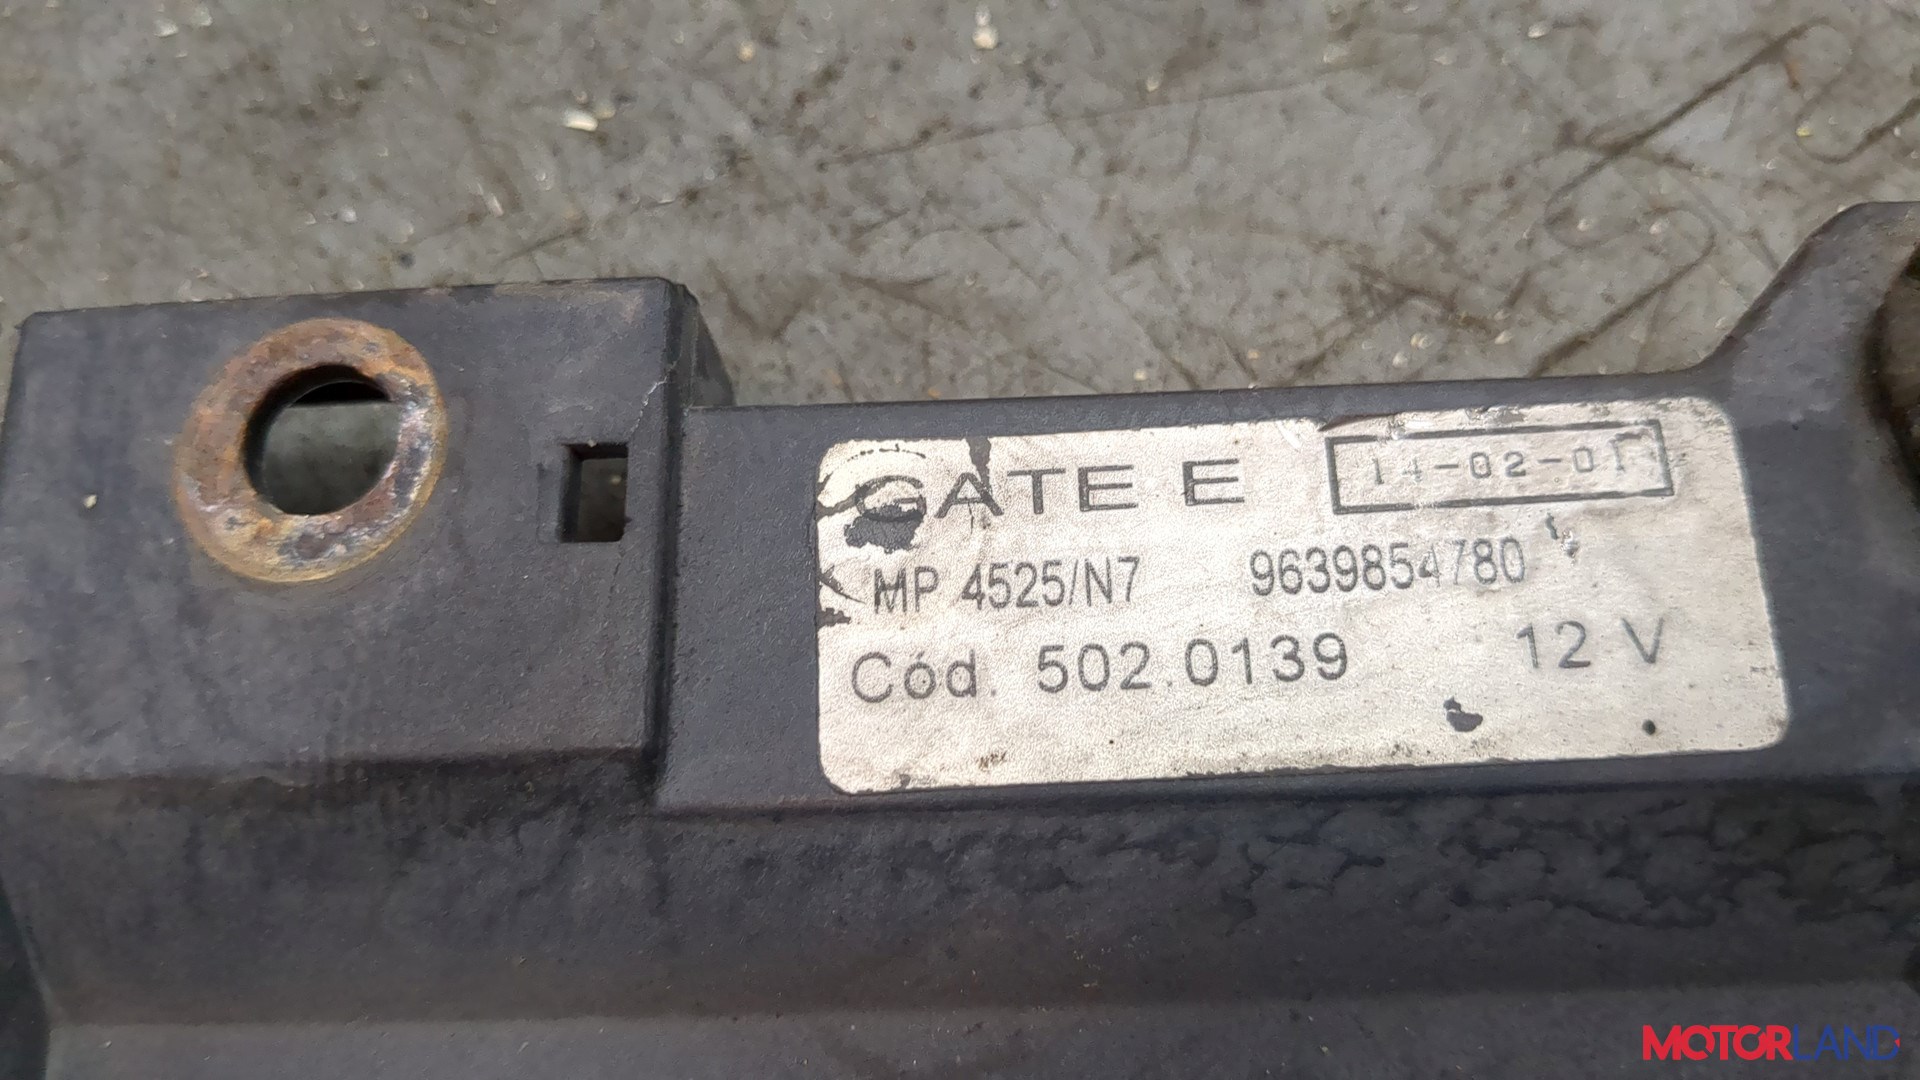 GATE E 14-02-01
MP 4525/N7 9639854780
Cód. 502.0139 12 V
MOTORLAND